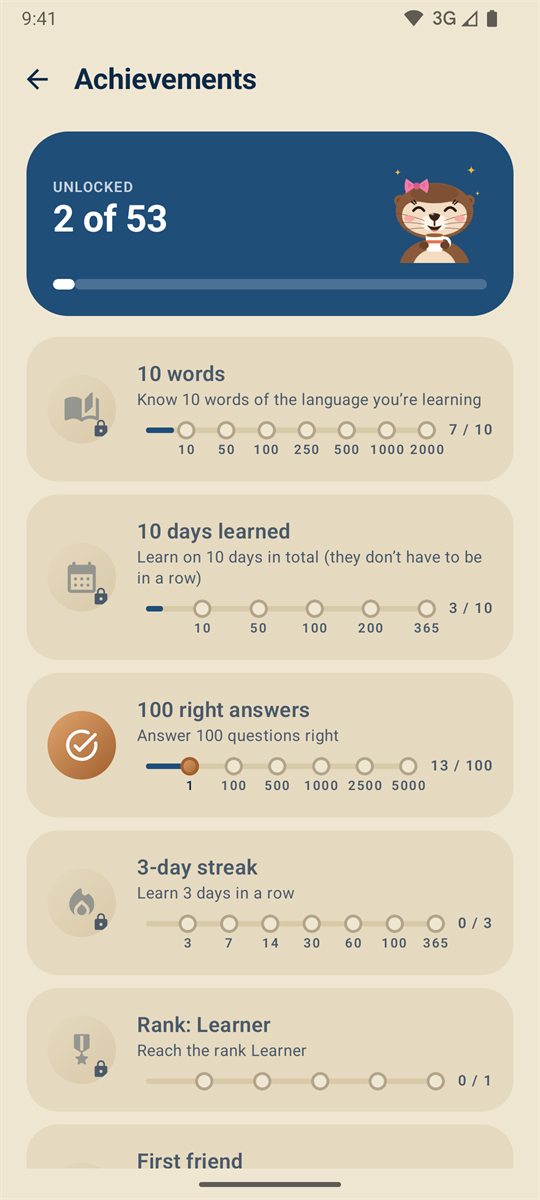 9:41
3G
Achievements
UNLOCKED
2 of 53
10 words
Know 10 words of the language you’re learning
7 / 10
10 50 100 250 500 1000 2000
10 days learned
Learn on 10 days in total (they don’t have to be
in a row)
3 / 10
10 50 100 200 365
100 right answers
Answer 100 questions right
13 / 100
1 100 500 1000 2500 5000
3-day streak
Learn 3 days in a row
0 / 3
3 7 14 30 60 100 365
Rank: Learner
Reach the rank Learner
0 / 1
First friend